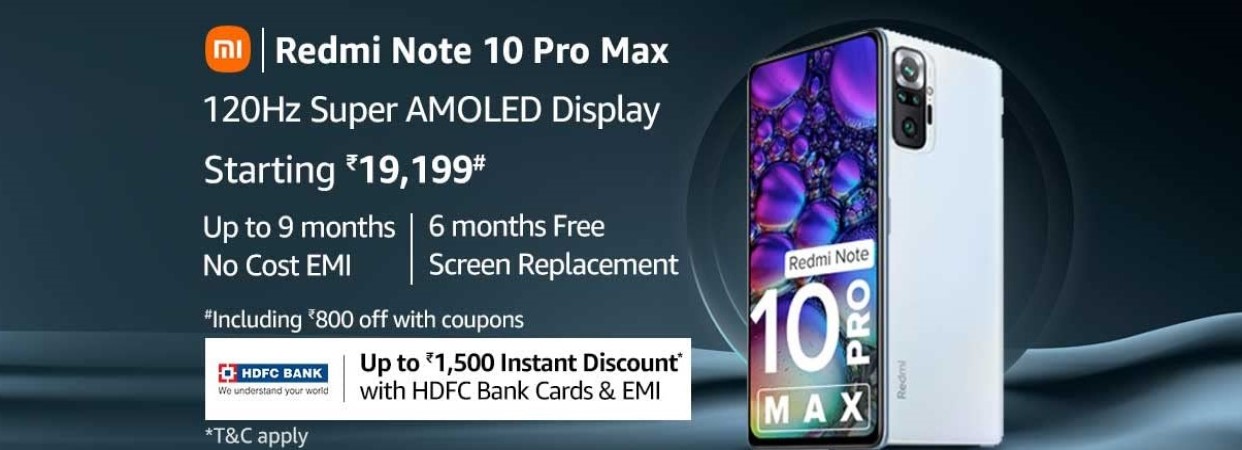 mi | Redmi Note 10 Pro Max
120Hz Super AMOLED Display
Starting ₹19,199#
Up to 9 months
No Cost EMI
6 months Free
Screen Replacement
#Including ₹800 off with coupons
HDFC BANK
We understand your world
Up to ₹1,500 Instant Discount*
with HDFC Bank Cards & EMI
*T&C apply
Redmi Note
10 PRO
MAX
Redmi